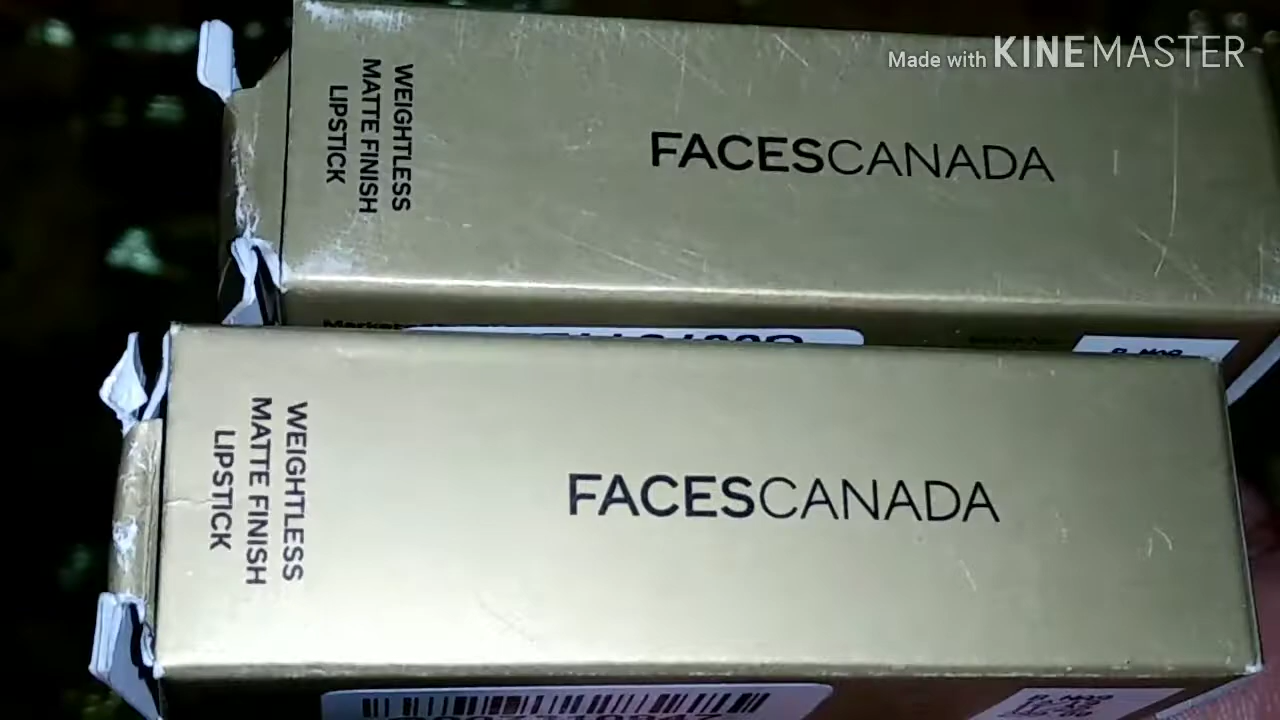 Made with KINEMASTER
WEIGHTLESS
MATTE FINISH
LIPSTICK
FACESCANADA
WEIGHTLESS
MATTE FINISH
LIPSTICK
FACESCANADA